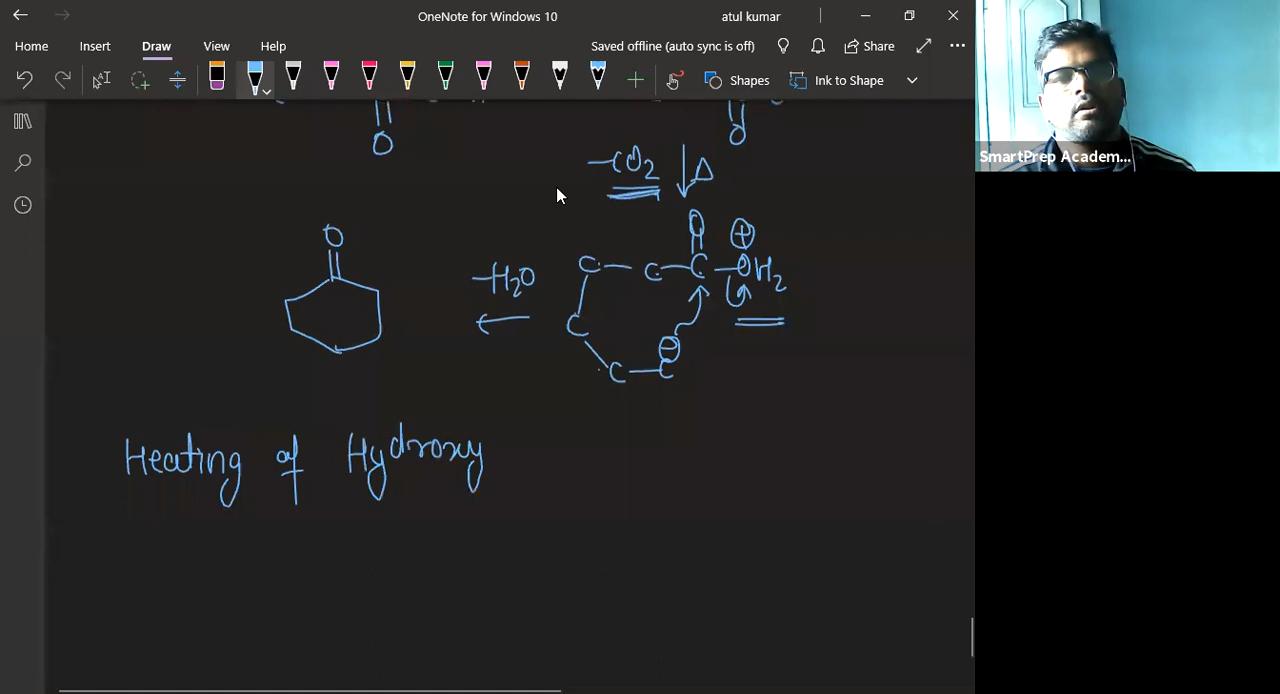 OneNote for Windows 10
atul kumar
Home Insert Draw View Help
Saved offline (auto sync is off)
Share
Shapes
Ink to Shape
SmartPrep Academ...
O
O
-CO2 Δ
O
O ⊕
C C C OH2
-H2O
C
⊖
C C
Heating of Hydroxy